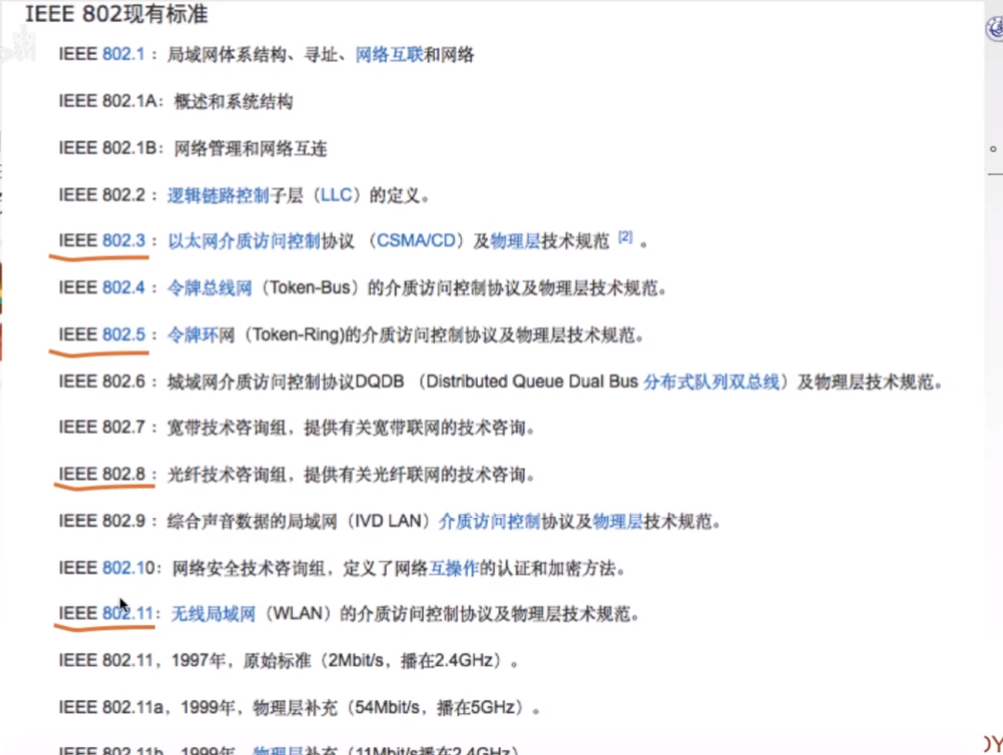 IEEE 802现有标准
IEEE 802.1 : 局域网体系结构、寻址、网络互联和网络
IEEE 802.1A: 概述和系统结构
IEEE 802.1B: 网络管理和网络互连
IEEE 802.2 : 逻辑链路控制子层（LLC）的定义。
IEEE 802.3 : 以太网介质访问控制协议 （CSMA/CD）及物理层技术规范 [2] 。
IEEE 802.4 : 令牌总线网（Token-Bus）的介质访问控制协议及物理层技术规范。
IEEE 802.5 : 令牌环网（Token-Ring)的介质访问控制协议及物理层技术规范。
IEEE 802.6 : 城域网介质访问控制协议DQDB （Distributed Queue Dual Bus 分布式队列双总线）及物理层技术规范。
IEEE 802.7 : 宽带技术咨询组，提供有关宽带联网的技术咨询。
IEEE 802.8 : 光纤技术咨询组，提供有关光纤联网的技术咨询。
IEEE 802.9 : 综合声音数据的局域网（IVD LAN）介质访问控制协议及物理层技术规范。
IEEE 802.10: 网络安全技术咨询组，定义了网络互操作的认证和加密方法。
IEEE 802.11: 无线局域网（WLAN）的介质访问控制协议及物理层技术规范。
IEEE 802.11，1997年，原始标准（2Mbit/s，播在2.4GHz）。
IEEE 802.11a，1999年，物理层补充（54Mbit/s，播在5GHz）。
IEEE 802.11b，1999年，物理层补充（11Mbit/s播在2.4GHz）